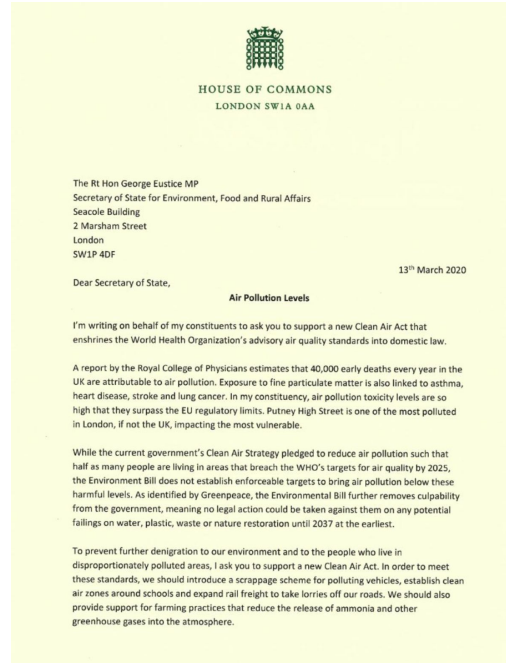 HOUSE OF COMMONS
LONDON SW1A 0AA
The Rt Hon George Eustice MP
Secretary of State for Environment, Food and Rural Affairs
Seacole Building
2 Marsham Street
London
SW1P 4DF
13th March 2020
Dear Secretary of State,
Air Pollution Levels
I'm writing on behalf of my constituents to ask you to support a new Clean Air Act that
enshrines the World Health Organization's advisory air quality standards into domestic law.
A report by the Royal College of Physicians estimates that 40,000 early deaths every year in the
UK are attributable to air pollution. Exposure to fine particulate matter is also linked to asthma,
heart disease, stroke and lung cancer. In my constituency, air pollution toxicity levels are so
high that they surpass the EU regulatory limits. Putney High Street is one of the most polluted
in London, if not the UK, impacting the most vulnerable.
While the current government's Clean Air Strategy pledged to reduce air pollution such that
half as many people are living in areas that breach the WHO's targets for air quality by 2025,
the Environment Bill does not establish enforceable targets to bring air pollution below these
harmful levels. As identified by Greenpeace, the Environmental Bill further removes culpability
from the government, meaning no legal action could be taken against them on any potential
failings on water, plastic, waste or nature restoration until 2037 at the earliest.
To prevent further denigration to our environment and to the people who live in
disproportionately polluted areas, I ask you to support a new Clean Air Act. In order to meet
these standards, we should introduce a scrappage scheme for polluting vehicles, establish clean
air zones around schools and expand rail freight to take lorries off our roads. We should also
provide support for farming practices that reduce the release of ammonia and other
greenhouse gases into the atmosphere.